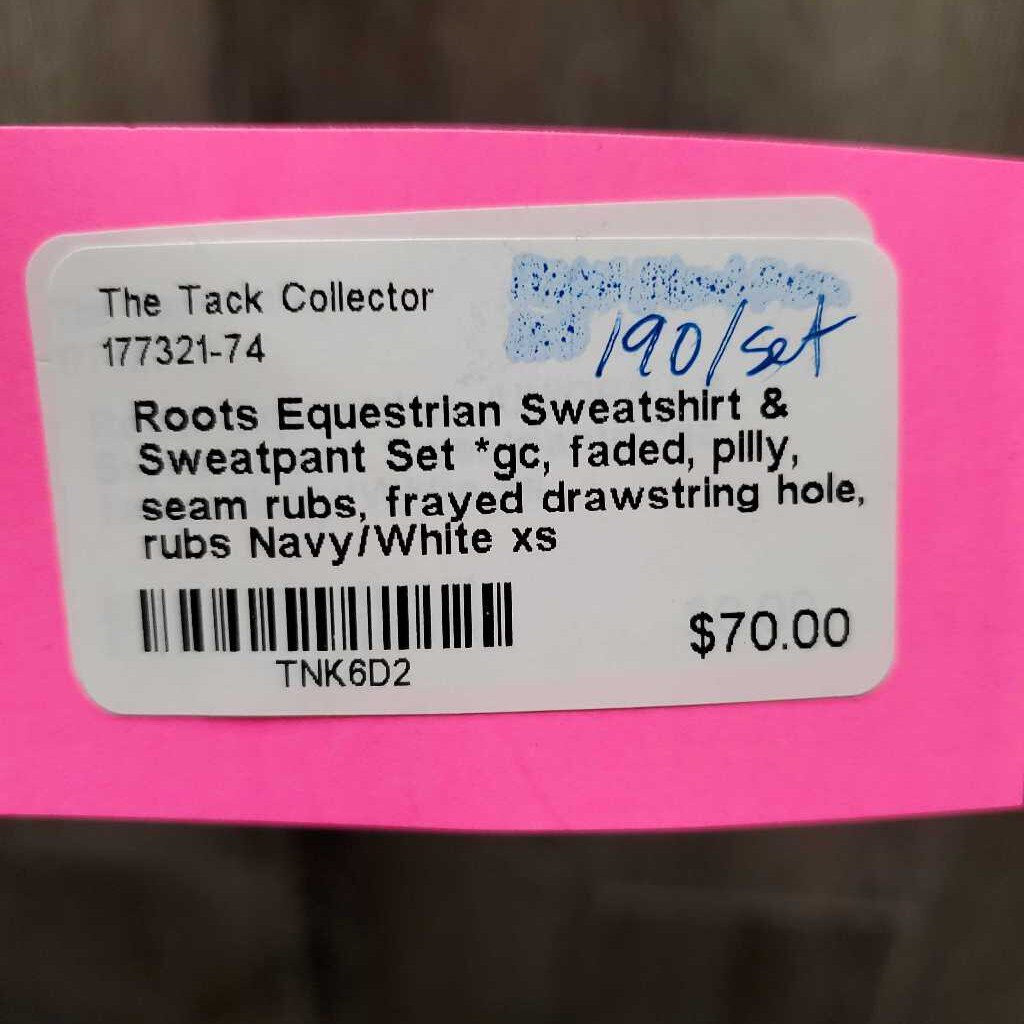 The Tack Collector
177321-74
190/set
Roots Equestrian Sweatshirt &
Sweatpant Set *gc, faded, pilly,
seam rubs, frayed drawstring hole,
rubs Navy/White xs
TNK6D2
$70.00